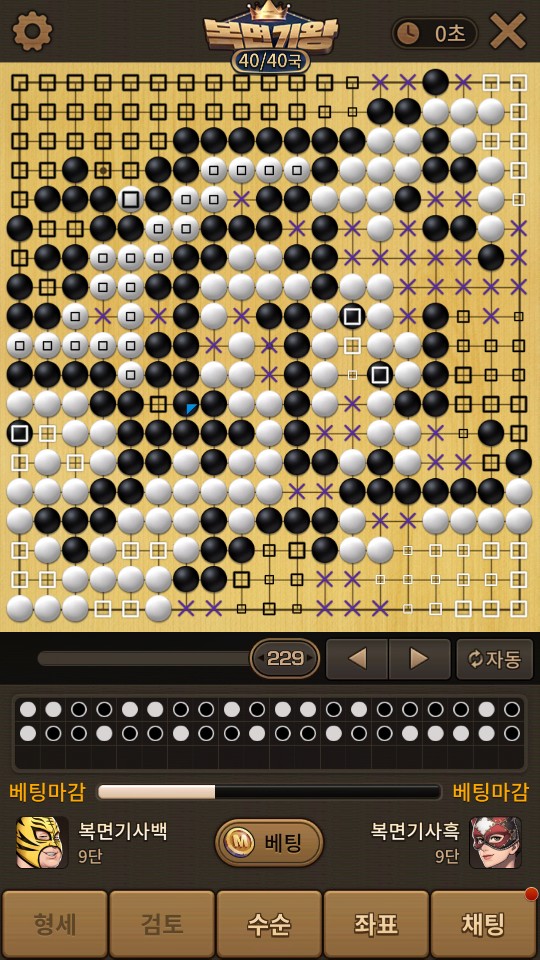 복면기왕
0초
40/40국
229
자동
베팅마감
베팅마감
복면기사백
9단
M 베팅
복면기사흑
9단
형세
검토
수순
좌표
채팅